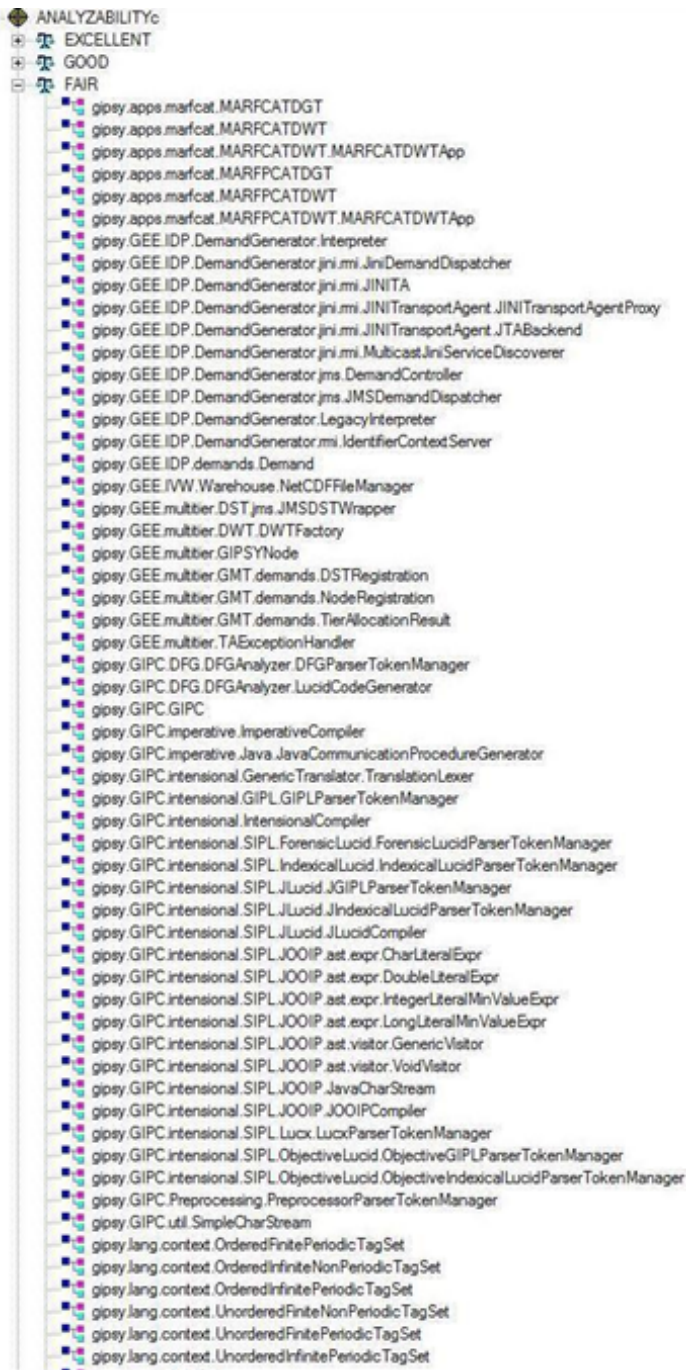 ANALYZABILITYc
EXCELLENT
GOOD
FAIR
gipsy.apps.marfcat.MARFCATDGT
gipsy.apps.marfcat.MARFCATDWT
gipsy.apps.marfcat.MARFCATDWT.MARFCATDWTApp
gipsy.apps.marfcat.MARFPCATDGT
gipsy.apps.marfcat.MARFPCATDWT
gipsy.apps.marfcat.MARFPCATDWT.MARFCATDWTApp
gipsy.GEE.IDP.DemandGenerator.Interpreter
gipsy.GEE.IDP.DemandGenerator.jini.rmi.JiniDemandDispatcher
gipsy.GEE.IDP.DemandGenerator.jini.rmi.JINITA
gipsy.GEE.IDP.DemandGenerator.jini.rmi.JINITransportAgent.JINITransportAgentProxy
gipsy.GEE.IDP.DemandGenerator.jini.rmi.JINITransportAgent.JTABackend
gipsy.GEE.IDP.DemandGenerator.jini.rmi.MulticastJiniServiceDiscoverer
gipsy.GEE.IDP.DemandGenerator.jms.DemandController
gipsy.GEE.IDP.DemandGenerator.jms.JMSDemandDispatcher
gipsy.GEE.IDP.DemandGenerator.LegacyInterpreter
gipsy.GEE.IDP.DemandGenerator.rmi.IdentifierContextServer
gipsy.GEE.IDP.demands.Demand
gipsy.GEE.IVW.Warehouse.NetCDFFileManager
gipsy.GEE.multitier.DST.jms.JMSDSTWrapper
gipsy.GEE.multitier.DWT.DWTFactory
gipsy.GEE.multitier.GIPSYNode
gipsy.GEE.multitier.GMT.demands.DSTRegistration
gipsy.GEE.multitier.GMT.demands.NodeRegistration
gipsy.GEE.multitier.GMT.demands.TierAllocationResult
gipsy.GEE.multitier.TAExceptionHandler
gipsy.GIPC.DFG.DFGAnalyzer.DFGParserTokenManager
gipsy.GIPC.DFG.DFGAnalyzer.LucidCodeGenerator
gipsy.GIPC.GIPC
gipsy.GIPC.imperative.ImperativeCompiler
gipsy.GIPC.imperative.Java.JavaCommunicationProcedureGenerator
gipsy.GIPC.intensional.GenericTranslator.TranslationLexer
gipsy.GIPC.intensional.GIPL.GIPLParserTokenManager
gipsy.GIPC.intensional.IntensionalCompiler
gipsy.GIPC.intensional.SIPL.ForensicLucid.ForensicLucidParserTokenManager
gipsy.GIPC.intensional.SIPL.IndexicalLucid.IndexicalLucidParserTokenManager
gipsy.GIPC.intensional.SIPL.JLucid.JGIPLParserTokenManager
gipsy.GIPC.intensional.SIPL.JLucid.JIndexicalLucidParserTokenManager
gipsy.GIPC.intensional.SIPL.JLucid.JLucidCompiler
gipsy.GIPC.intensional.SIPL.JOOIP.ast.expr.CharLiteralExpr
gipsy.GIPC.intensional.SIPL.JOOIP.ast.expr.DoubleLiteralExpr
gipsy.GIPC.intensional.SIPL.JOOIP.ast.expr.IntegerLiteralMinValueExpr
gipsy.GIPC.intensional.SIPL.JOOIP.ast.expr.LongLiteralMinValueExpr
gipsy.GIPC.intensional.SIPL.JOOIP.ast.visitor.GenericVisitor
gipsy.GIPC.intensional.SIPL.JOOIP.ast.visitor.VoidVisitor
gipsy.GIPC.intensional.SIPL.JOOIP.JavaCharStream
gipsy.GIPC.intensional.SIPL.JOOIP.JOOIPCompiler
gipsy.GIPC.intensional.SIPL.Lucx.LucxParserTokenManager
gipsy.GIPC.intensional.SIPL.ObjectiveLucid.ObjectiveGIPLParserTokenManager
gipsy.GIPC.intensional.SIPL.ObjectiveLucid.ObjectiveIndexicalLucidParserTokenManager
gipsy.GIPC.Preprocessing.PreprocessorParserTokenManager
gipsy.GIPC.util.SimpleCharStream
gipsy.lang.context.OrderedFinitePeriodicTagSet
gipsy.lang.context.OrderedInfiniteNonPeriodicTagSet
gipsy.lang.context.OrderedInfinitePeriodicTagSet
gipsy.lang.context.UnorderedFiniteNonPeriodicTagSet
gipsy.lang.context.UnorderedFinitePeriodicTagSet
gipsy.lang.context.UnorderedInfinitePeriodicTagSet